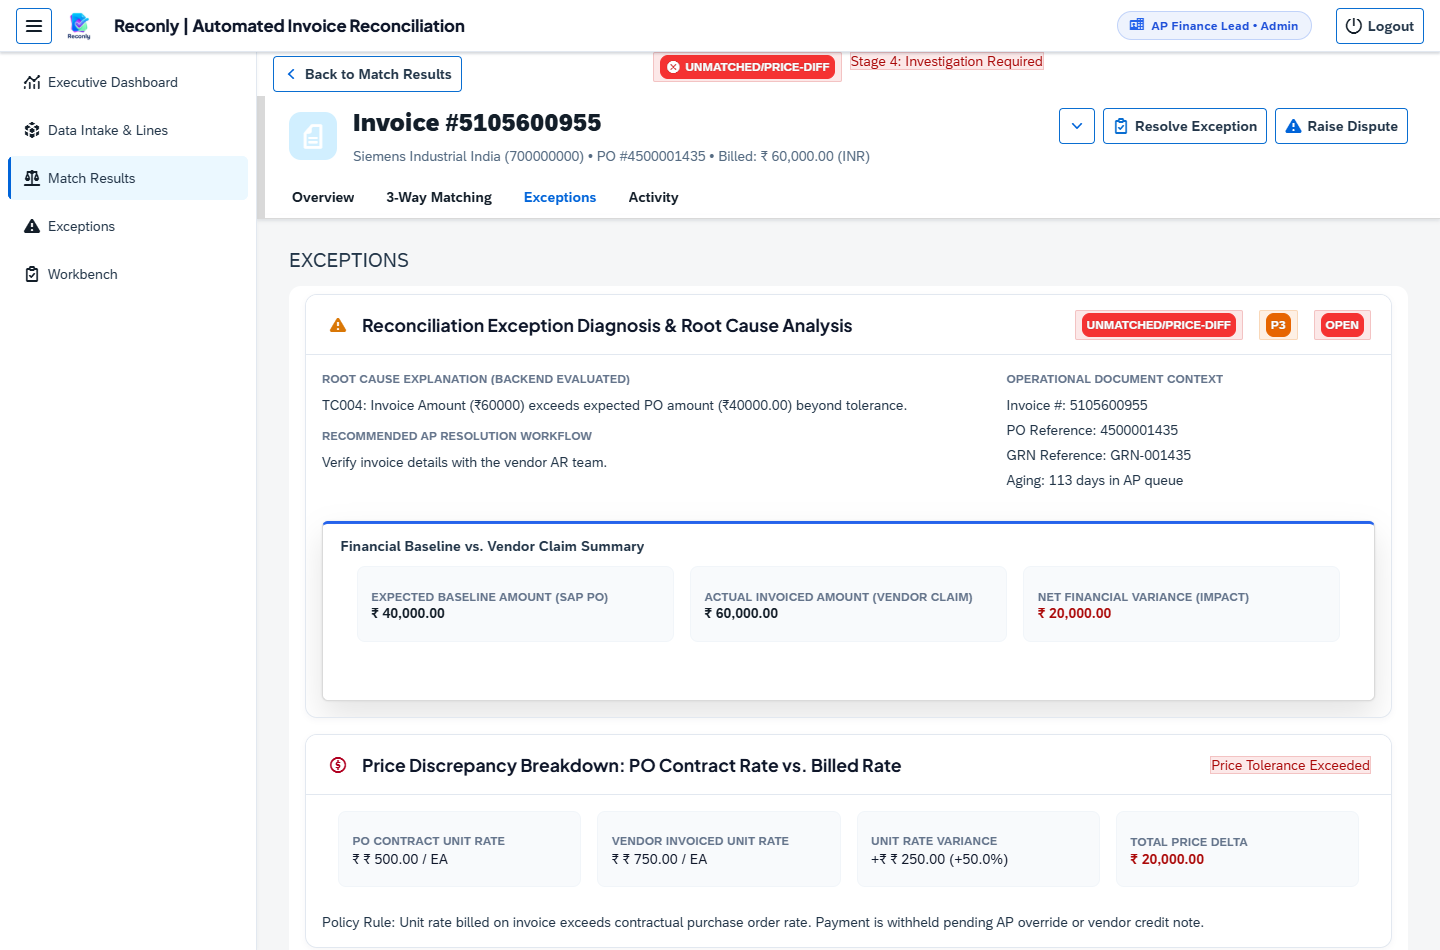 Reconly
Reconly | Automated Invoice Reconciliation
AP Finance Lead • Admin
Logout
Executive Dashboard
Data Intake & Lines
Match Results
Exceptions
Workbench
Back to Match Results
UNMATCHED/PRICE-DIFF
Stage 4: Investigation Required
Invoice #5105600955
Siemens Industrial India (700000000) • PO #4500001435 • Billed: ₹ 60,000.00 (INR)
Resolve Exception
Raise Dispute
Overview
3-Way Matching
Exceptions
Activity
EXCEPTIONS
Reconciliation Exception Diagnosis & Root Cause Analysis
UNMATCHED/PRICE-DIFF
P3
OPEN
ROOT CAUSE EXPLANATION (BACKEND EVALUATED)
TC004: Invoice Amount (₹60000) exceeds expected PO amount (₹40000.00) beyond tolerance.
RECOMMENDED AP RESOLUTION WORKFLOW
Verify invoice details with the vendor AR team.
OPERATIONAL DOCUMENT CONTEXT
Invoice #: 5105600955
PO Reference: 4500001435
GRN Reference: GRN-001435
Aging: 113 days in AP queue
Financial Baseline vs. Vendor Claim Summary
EXPECTED BASELINE AMOUNT (SAP PO)
₹ 40,000.00
ACTUAL INVOICED AMOUNT (VENDOR CLAIM)
₹ 60,000.00
NET FINANCIAL VARIANCE (IMPACT)
₹ 20,000.00
Price Discrepancy Breakdown: PO Contract Rate vs. Billed Rate
Price Tolerance Exceeded
PO CONTRACT UNIT RATE
₹ ₹ 500.00 / EA
VENDOR INVOICED UNIT RATE
₹ ₹ 750.00 / EA
UNIT RATE VARIANCE
+₹ ₹ 250.00 (+50.0%)
TOTAL PRICE DELTA
₹ 20,000.00
Policy Rule: Unit rate billed on invoice exceeds contractual purchase order rate. Payment is withheld pending AP override or vendor credit note.